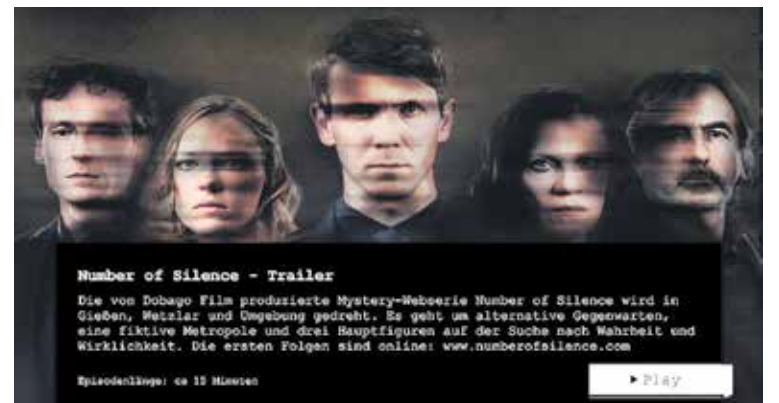 Number of Silence - Trailer
Die von Dobago Film produzierte Mystery-Webserie Number of Silence wird in
Gießen, Wetzlar und Umgebung gedreht. Es geht um alternative Gegenwarten,
eine fiktive Metropole und drei Hauptfiguren auf der Suche nach Wahrheit und
Wirklichkeit. Die ersten Folgen sind online: www.numberofsilence.com
Episodenlänge: ca 15 Minuten
Play